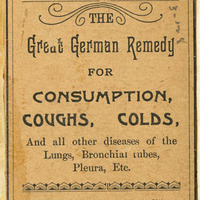 THE
Great German Remedy
FOR
CONSUMPTION,
COUGHS, COLDS,
And all other diseases of the
Lungs, Bronchial tubes,
Pleura, Etc.